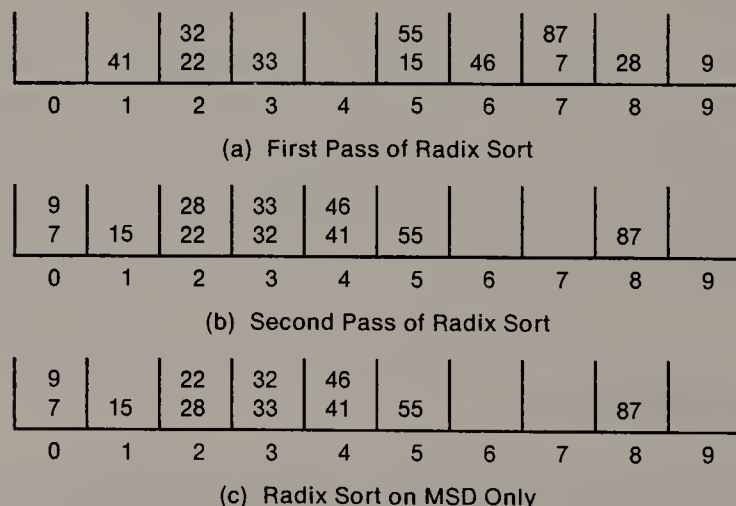 32 55 87
41 22 33 15 46 7 28 9
0 1 2 3 4 5 6 7 8 9
(a) First Pass of Radix Sort
9 28 33 46
7 15 22 32 41 55 87
0 1 2 3 4 5 6 7 8 9
(b) Second Pass of Radix Sort
9 22 32 46
7 15 28 33 41 55 87
0 1 2 3 4 5 6 7 8 9
(c) Radix Sort on MSD Only